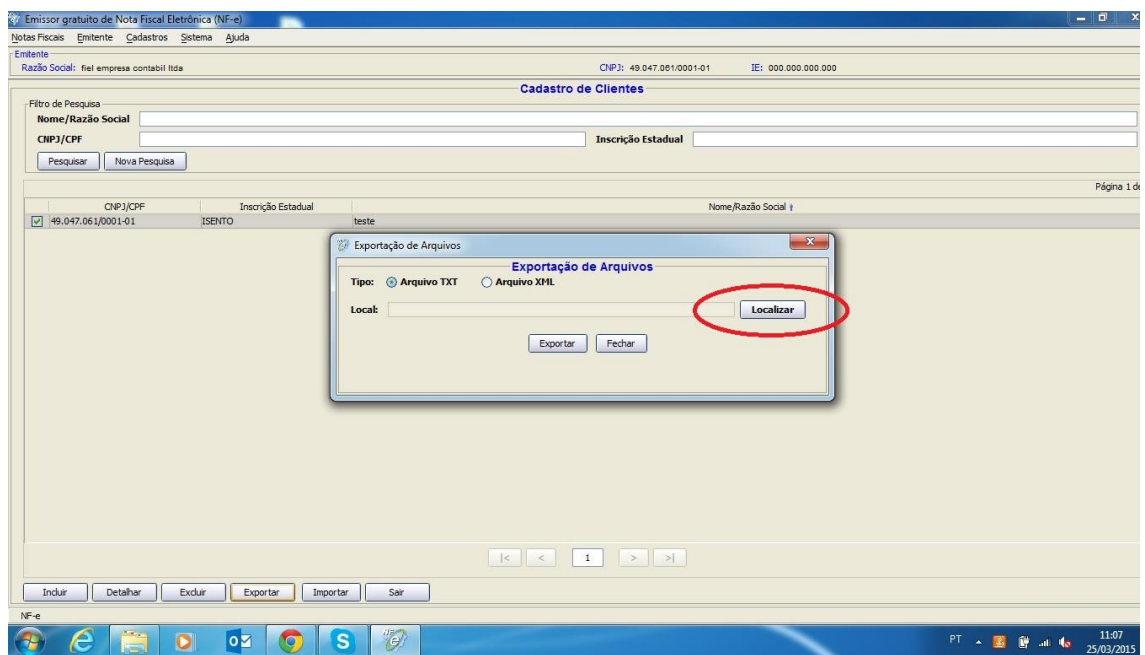 Emissor gratuito de Nota Fiscal Eletrônica (NF-e)
Notas Fiscais Emitente Cadastros Sistema Ajuda
Emitente
Razão Social: fiel empresa contabil ltda CNPJ: 49.047.061/0001-01 IE: 000.000.000.000
Cadastro de Clientes
Filtro de Pesquisa
Nome/Razão Social
CNPJ/CPF Inscrição Estadual
Pesquisar Nova Pesquisa
Página 1 de
CNPJ/CPF Inscrição Estadual Nome/Razão Social
49.047.061/0001-01 ISENTO teste
Exportação de Arquivos
Exportação de Arquivos
Tipo: Arquivo TXT Arquivo XML
Local: Localizar
Exportar Fechar
|< < 1 > >|
Incluir Detalhar Excluir Exportar Importar Sair
NF-e
PT 11:07
25/03/2015